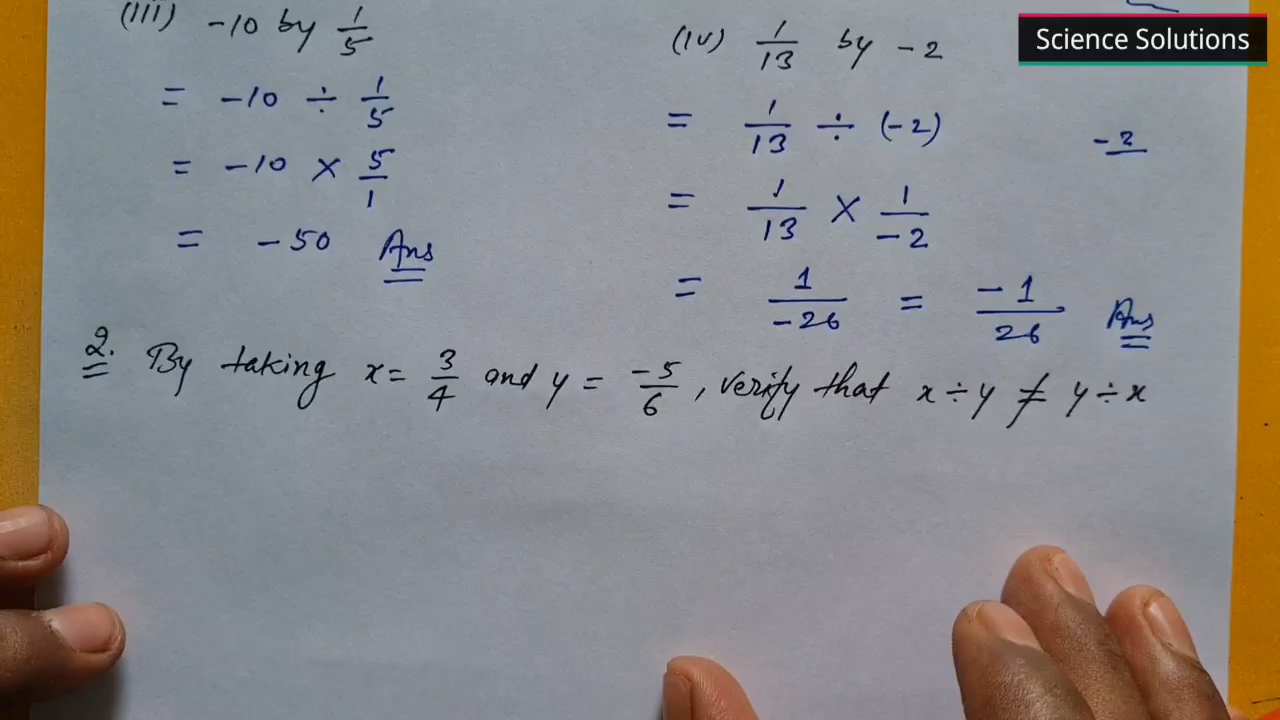 Science Solutions
(iii) -10 by 1/5
= -10 ÷ 1/5
= -10 × 5/1
= -50 Ans
(iv) 1/13 by -2
= 1/13 ÷ (-2)
-2
= 1/13 × 1/-2
= 1/-26 = -1/26 Ans
2. By taking x = 3/4 and y = -5/6, verify that x ÷ y ≠ y ÷ x